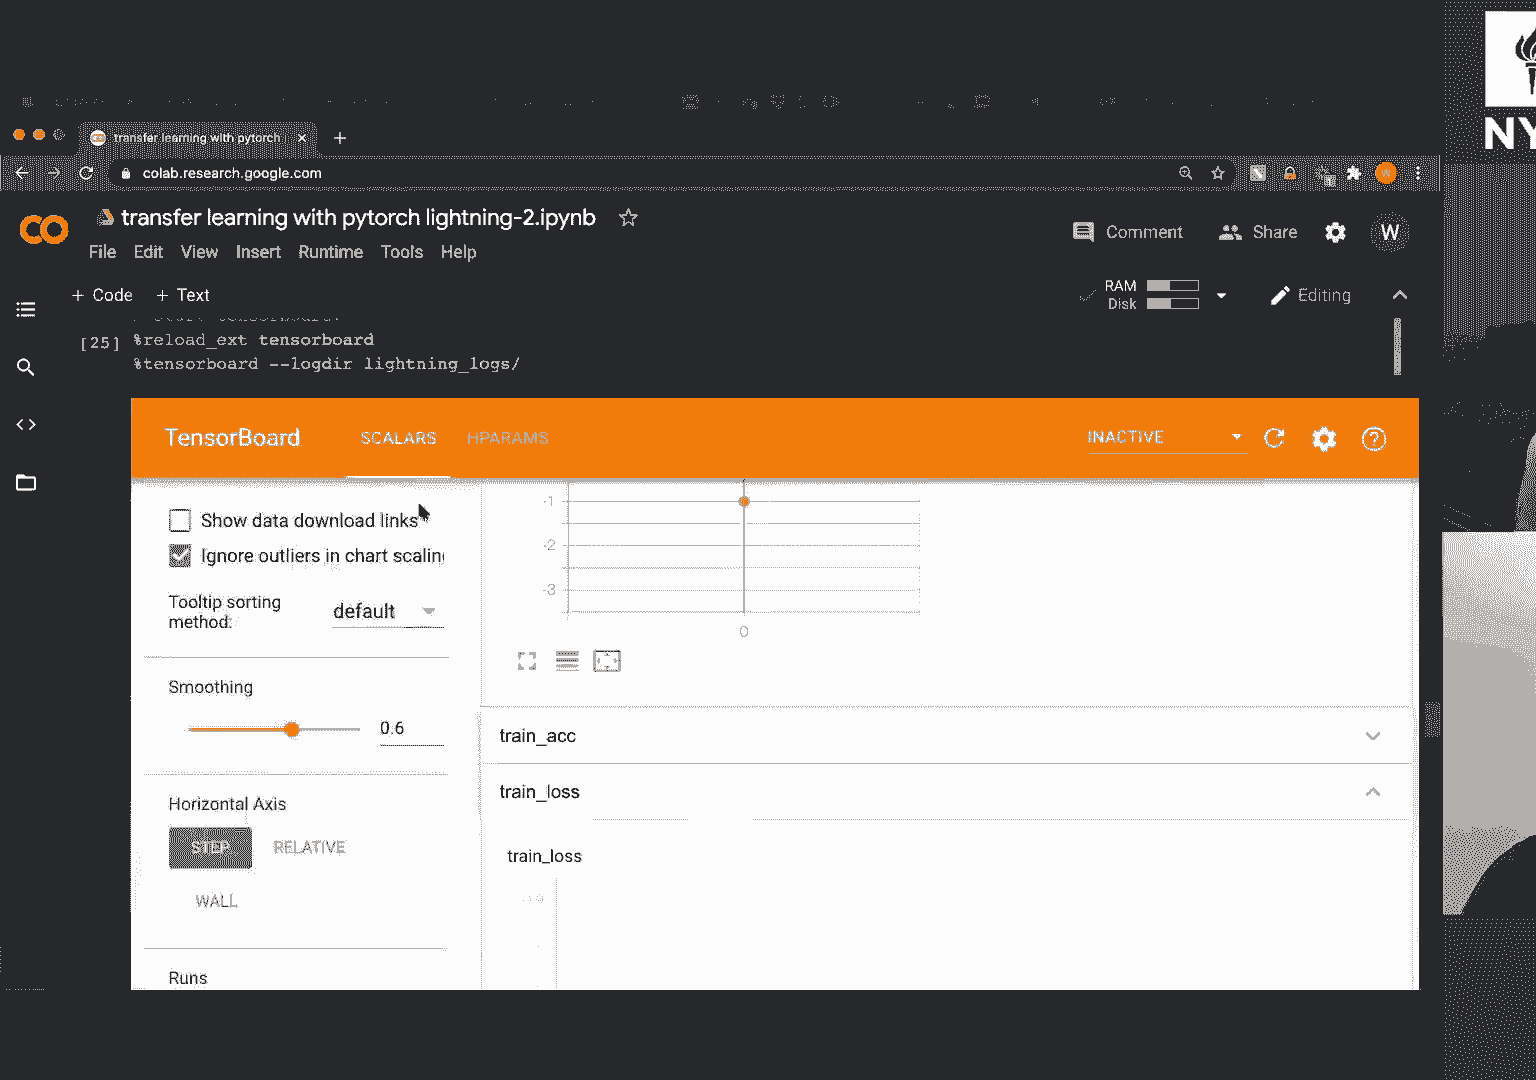 NY
transfer learning with pytorch
colab.research.google.com
CO
transfer learning with pytorch lightning-2.ipynb
Comment
Share
W
File Edit View Insert Runtime Tools Help
+ Code + Text
RAM
Disk
Editing
[25] %reload_ext tensorboard
%tensorboard --logdir lightning_logs/
TensorBoard SCALARS HPARAMS INACTIVE
Show data download links
Ignore outliers in chart scaling
Tooltip sorting
method:
default
Smoothing
0.6
Horizontal Axis
STEP RELATIVE
WALL
Runs
-1
-2
-3
0
train_acc
train_loss
train_loss